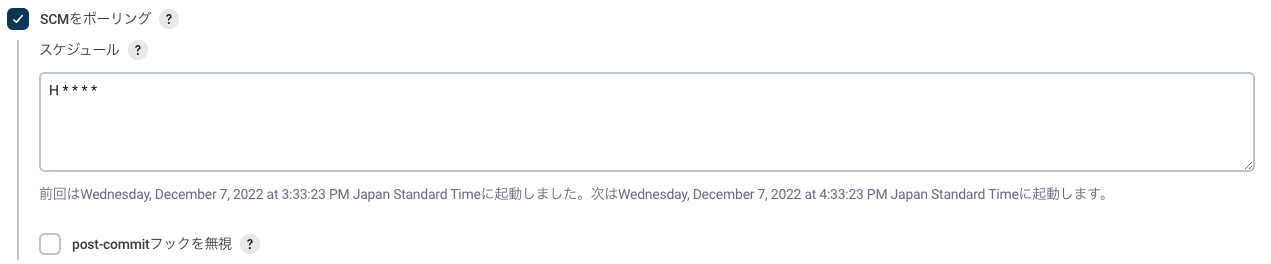 SCMをポーリング ?
スケジュール ?
H * * * *
前回はWednesday, December 7, 2022 at 3:33:23 PM Japan Standard Timeに起動しました。次はWednesday, December 7, 2022 at 4:33:23 PM Japan Standard Timeに起動します。
post-commitフックを無視 ?